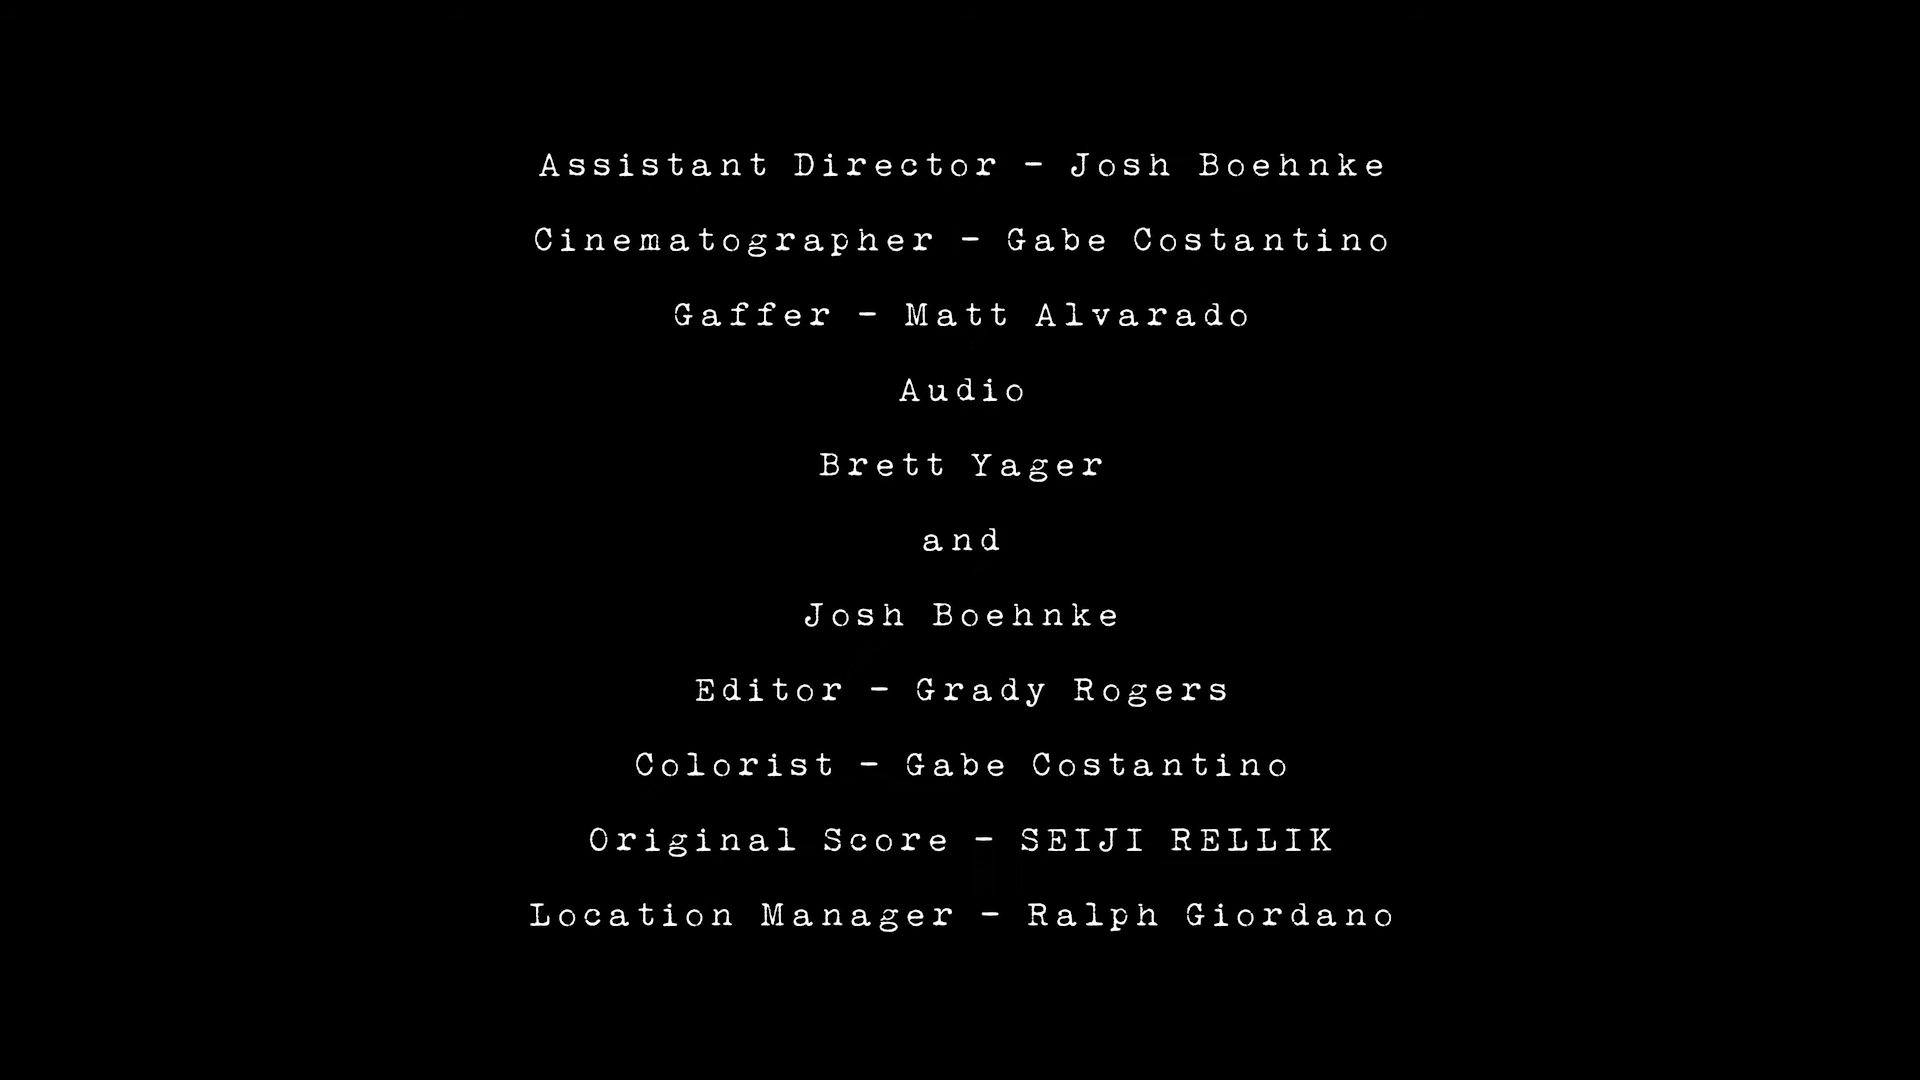 Assistant Director - Josh Boehnke
Cinematographer - Gabe Costantino
Gaffer - Matt Alvarado
Audio
Brett Yager
and
Josh Boehnke
Editor - Grady Rogers
Colorist - Gabe Costantino
Original Score - SEIJI RELLIK
Location Manager - Ralph Giordano